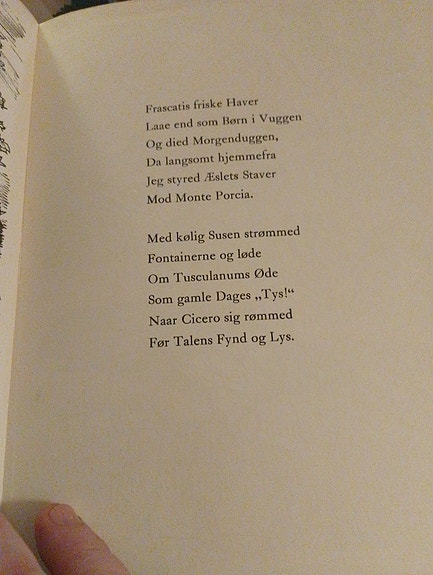 Frascatis friske Haver
Laae end som Børn i Vuggen
Og died Morgenduggen,
Da langsomt hjemmefra
Jeg styred Æslets Staver
Mod Monte Porcia.
Med kølig Susen strømmed
Fontainerne og løde
Om Tusculanums Øde
Som gamle Dages „Tys!“
Naar Cicero sig rømmed
Før Talens Fynd og Lys.